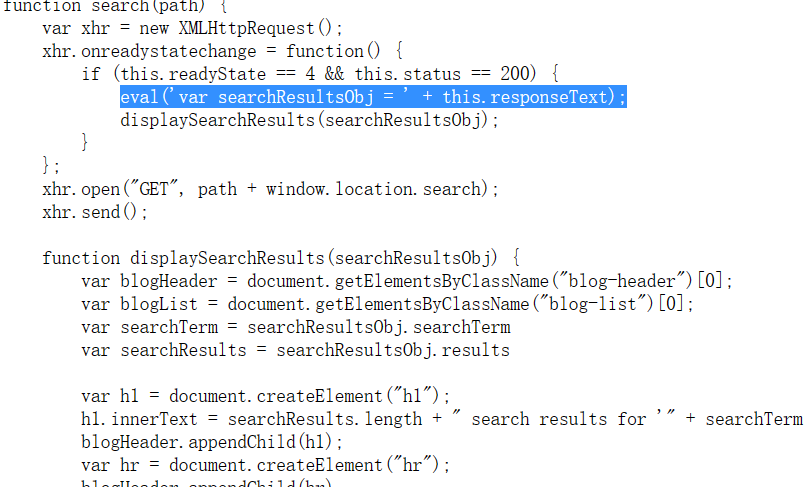 function search(path) {
    var xhr = new XMLHttpRequest();
    xhr.onreadystatechange = function() {
        if (this.readyState == 4 && this.status == 200) {
            eval('var searchResultsObj = ' + this.responseText);
            displaySearchResults(searchResultsObj);
        }
    };
    xhr.open("GET", path + window.location.search);
    xhr.send();

    function displaySearchResults(searchResultsObj) {
        var blogHeader = document.getElementsByClassName("blog-header")[0];
        var blogList = document.getElementsByClassName("blog-list")[0];
        var searchTerm = searchResultsObj.searchTerm
        var searchResults = searchResultsObj.results

        var h1 = document.createElement("h1");
        h1.innerText = searchResults.length + " search results for '" + searchTerm
        blogHeader.appendChild(h1);
        var hr = document.createElement("hr");
        blogHeader.appendChild(hr)